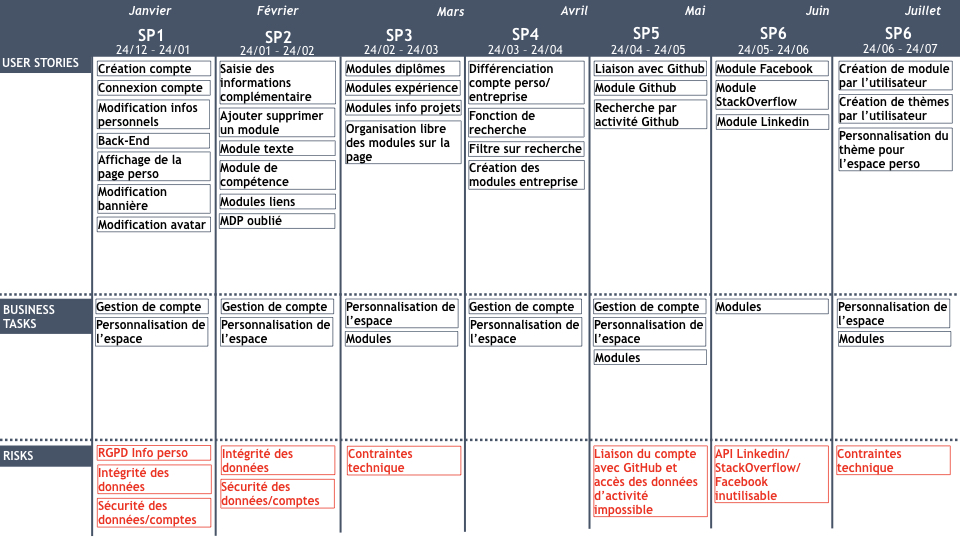 Janvier Février Mars Avril Mai Juin Juillet
SP1 SP2 SP3 SP4 SP5 SP6 SP6
24/12 - 24/01 24/01 - 24/02 24/02 - 24/03 24/03 - 24/04 24/04 - 24/05 24/05- 24/06 24/06 - 24/07
USER STORIES
Création compte
Connexion compte
Modification infos
personnels
Back-End
Affichage de la
page perso
Modification
bannière
Modification avatar
Saisie des
informations
complémentaire
Ajouter supprimer
un module
Module texte
Module de
compétence
Modules liens
MDP oublié
Modules diplômes
Modules expérience
Modules info projets
Organisation libre
des modules sur la
page
Différenciation
compte perso/
entreprise
Fonction de
recherche
Filtre sur recherche
Création des
modules entreprise
Liaison avec Github
Module Github
Recherche par
activité Github
Module Facebook
Module
StackOverflow
Module Linkedin
Création de module
par l’utilisateur
Création de thèmes
par l’utilisateur
Personnalisation du
thème pour
l’espace perso
BUSINESS
TASKS
Gestion de compte
Personnalisation de
l’espace
Gestion de compte
Personnalisation de
l’espace
Personnalisation de
l’espace
Modules
Gestion de compte
Personnalisation de
l’espace
Gestion de compte
Personnalisation de
l’espace
Modules
Modules
Personnalisation de
l’espace
Modules
RISKS
RGPD Info perso
Intégrité des
données
Sécurité des
données/comptes
Intégrité des
données
Sécurité des
données/comptes
Contraintes
technique
Liaison du compte
avec GitHub et
accès des données
d’activité
impossible
API Linkedin/
StackOverflow/
Facebook
inutilisable
Contraintes
technique